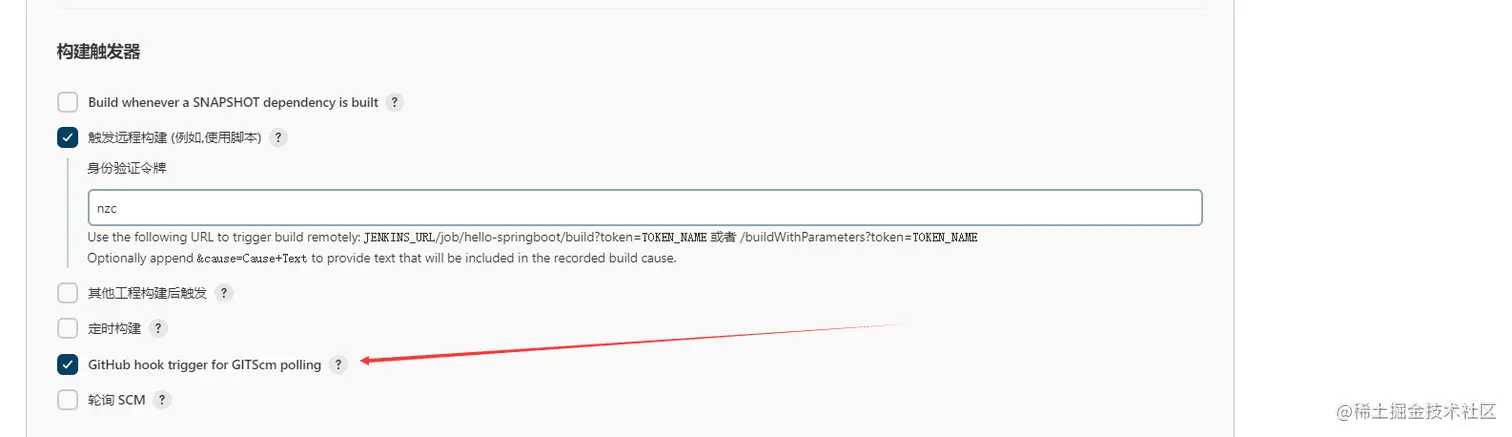 构建触发器
Build whenever a SNAPSHOT dependency is built ?
触发远程构建 (例如,使用脚本) ?
身份验证令牌
nzc
Use the following URL to trigger build remotely: JENKINS_URL/job/hello-springboot/build?token=TOKEN_NAME 或者 /buildWithParameters?token=TOKEN_NAME
Optionally append &cause=Cause+Text to provide text that will be included in the recorded build cause.
其他工程构建后触发 ?
定时构建 ?
GitHub hook trigger for GITScm polling ?
轮询 SCM ?
@稀土掘金技术社区